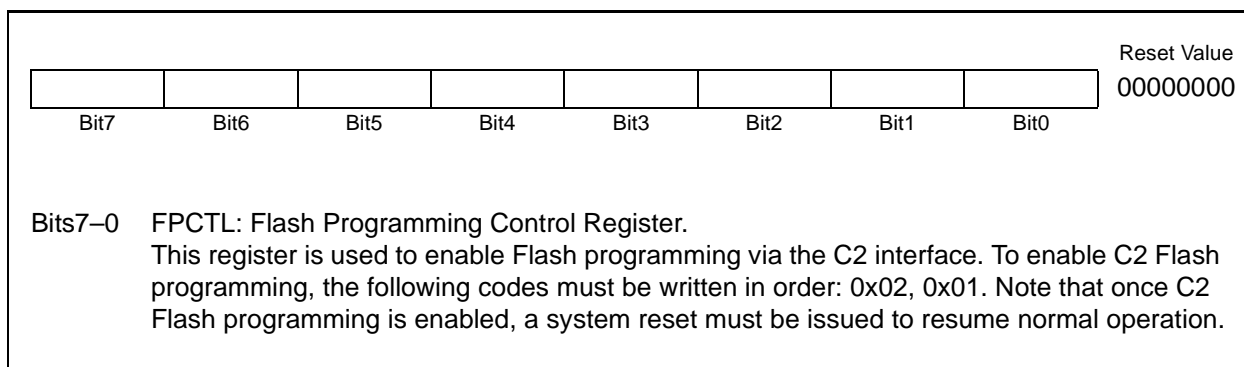 Reset Value
00000000
Bit7 Bit6 Bit5 Bit4 Bit3 Bit2 Bit1 Bit0
Bits7–0 FPCTL: Flash Programming Control Register.
This register is used to enable Flash programming via the C2 interface. To enable C2 Flash
programming, the following codes must be written in order: 0x02, 0x01. Note that once C2
Flash programming is enabled, a system reset must be issued to resume normal operation.